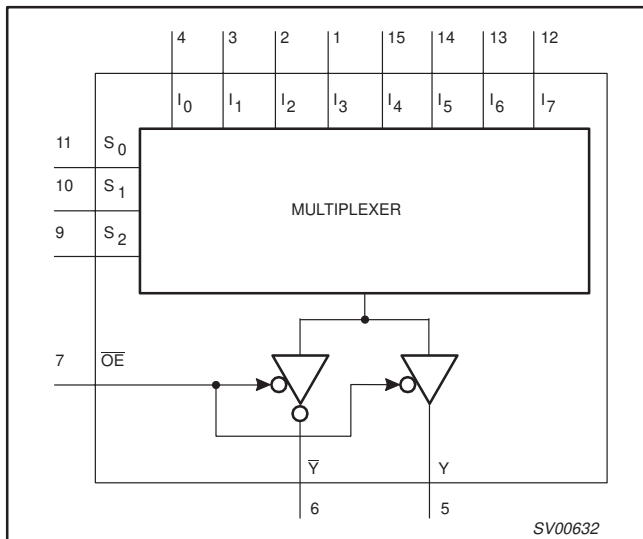 4 3 2 1 15 14 13 12
I0 I1 I2 I3 I4 I5 I6 I7
11 S0
10 S1
MULTIPLEXER
9 S2
7 O̅E̅
Y̅ Y
6 5
SV00632